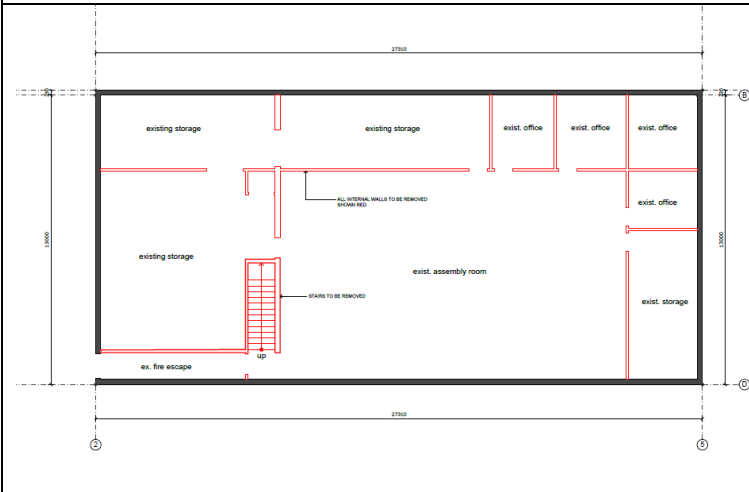 27310
250
250
B
existing storage
existing storage
exist. office
exist. office
exist. office
ALL INTERNAL WALLS TO BE REMOVED
SHOWN RED
exist. office
13000
13000
existing storage
exist. assembly room
STAIRS TO BE REMOVED
exist. storage
up
ex. fire escape
D
27310
2
5